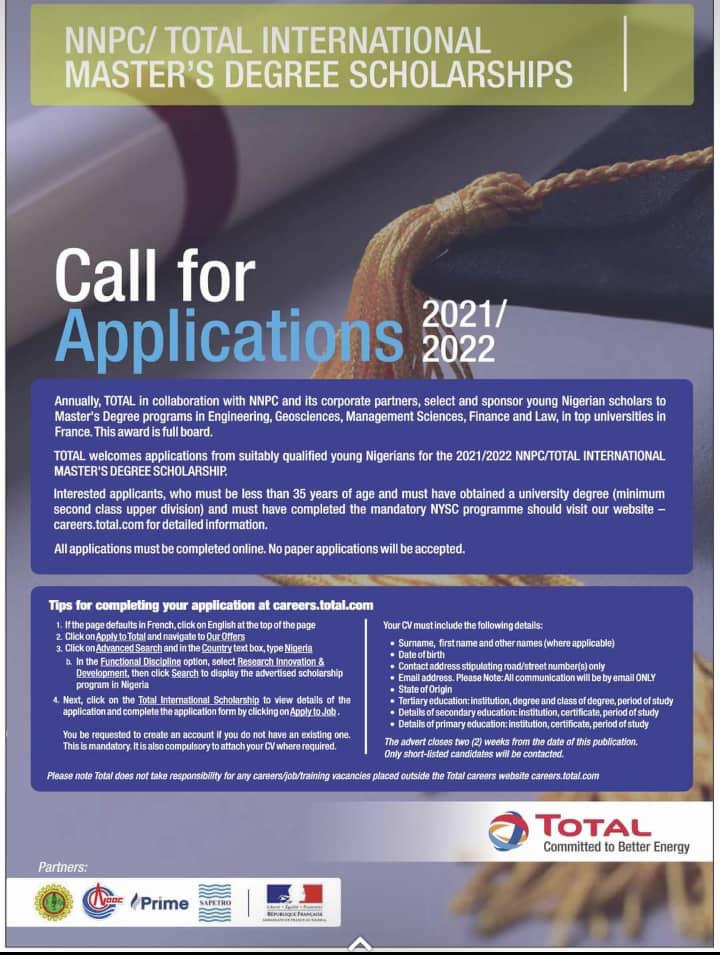 NNPC/ TOTAL INTERNATIONAL
MASTER'S DEGREE SCHOLARSHIPS
Call for
Applications
2021/
2022
Annually, TOTAL in collaboration with NNPC and its corporate partners, select and sponsor young Nigerian scholars to
Master's Degree programs in Engineering, Geosciences, Management Sciences, Finance and Law, in top universities in
France. This award is full board.
TOTAL welcomes applications from suitably qualified young Nigerians for the 2021/2022 NNPC/TOTAL INTERNATIONAL
MASTER'S DEGREE SCHOLARSHIP.
Interested applicants, who must be less than 35 years of age and must have obtained a university degree (minimum
second class upper division) and must have completed the mandatory NYSC programme should visit our website –
careers.total.com for detailed information.
All applications must be completed online. No paper applications will be accepted.
Tips for completing your application at careers.total.com
1. If the page defaults in French, click on English at the top of the page
2. Click on Apply to Total and navigate to Our Offers
3. Click on Advanced Search and in the Country text box, type Nigeria
b. In the Functional Discipline option, select Research Innovation &
Development, then click Search to display the advertised scholarship
program in Nigeria
4. Next, click on the Total International Scholarship to view details of the
application and complete the application form by clicking on Apply to Job .
You be requested to create an account if you do not have an existing one.
This is mandatory. It is also compulsory to attach your CV where required.
Your CV must include the following details:
• Surname, first name and other names (where applicable)
• Date of birth
• Contact address stipulating road/street number(s) only
• Email address. Please Note: All communication will be by email ONLY
• State of Origin
• Tertiary education: institution, degree and class of degree, period of study
• Details of secondary education: institution, certificate, period of study
• Details of primary education: institution, certificate, period of study
The advert closes two (2) weeks from the date of this publication.
Only short-listed candidates will be contacted.
Please note Total does not take responsibility for any careers/job/training vacancies placed outside the Total careers website careers.total.com
TOTAL
Committed to Better Energy
Partners:
Prime
SAPETRO
Liberté • Égalité • Fraternité
RÉPUBLIQUE FRANÇAISE